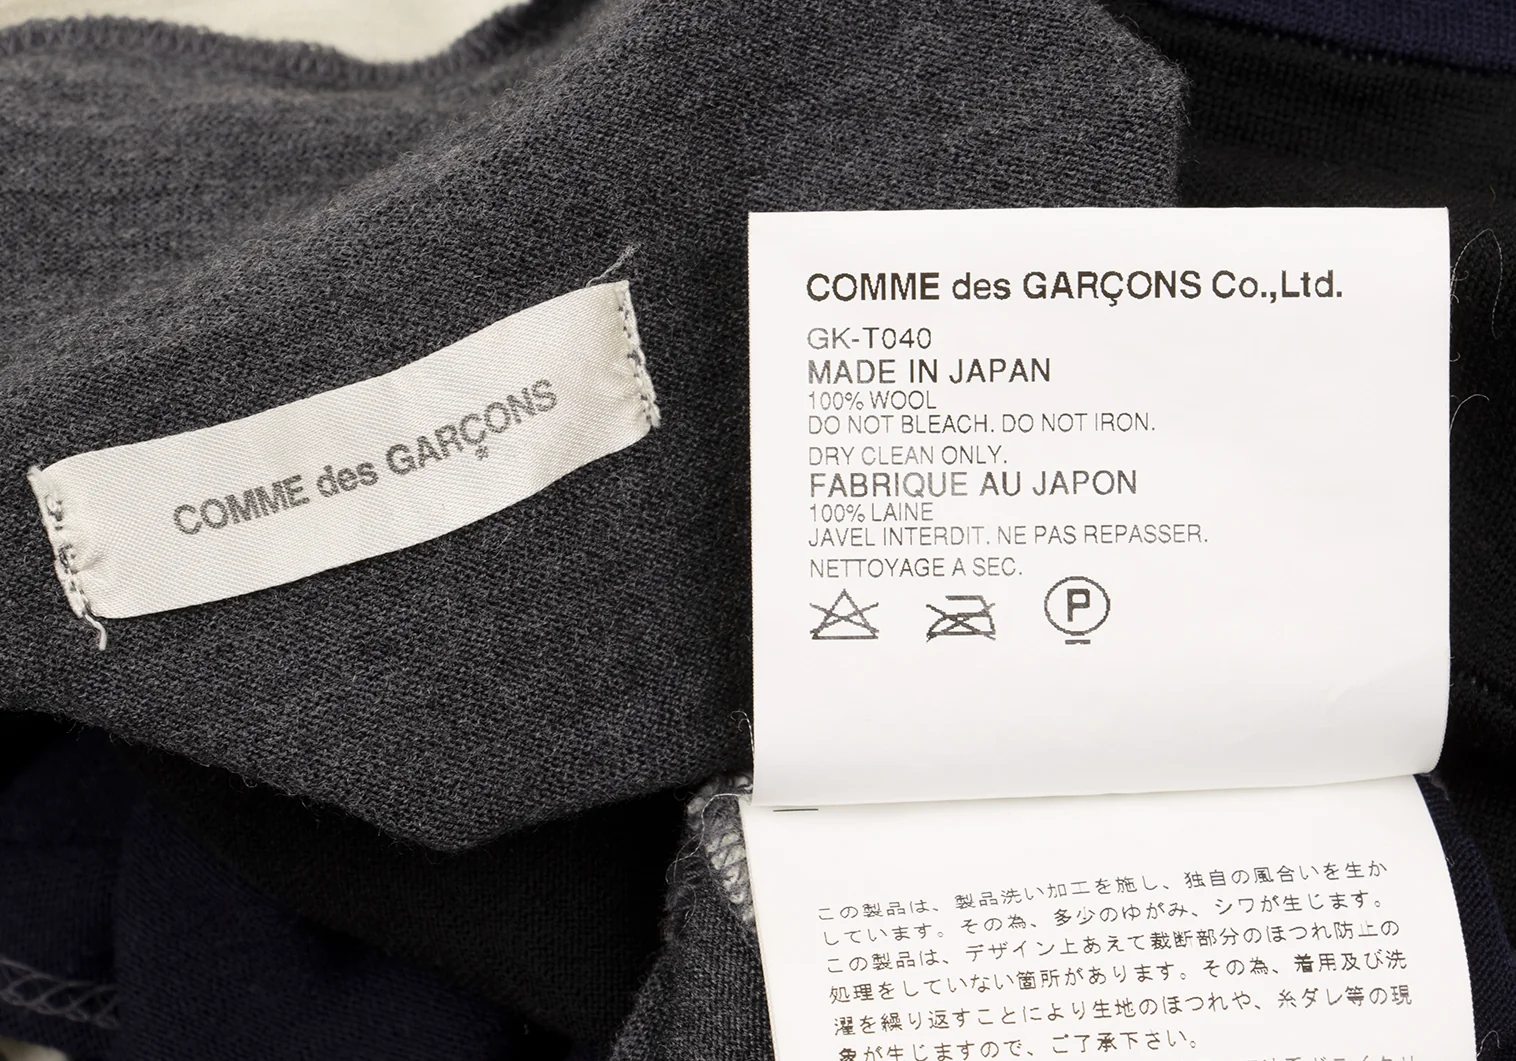 COMME des GARÇONS
COMME des GARÇONS Co.,Ltd.
GK-T040
MADE IN JAPAN
100% WOOL
DO NOT BLEACH. DO NOT IRON.
DRY CLEAN ONLY.
FABRIQUE AU JAPON
100% LAINE
JAVEL INTERDIT. NE PAS REPASSER.
NETTOYAGE A SEC.
P
この製品は、製品洗い加工を施し、独自の風合いを生か
しています。その為、多少のゆがみ、シワが生じます。
この製品は、デザイン上あえて裁断部分のほつれ防止の
処理をしていない箇所があります。その為、着用及び洗
濯を繰り返すことにより生地のほつれや、糸ダレ等の現
象が生じますので、ご了承下さい。